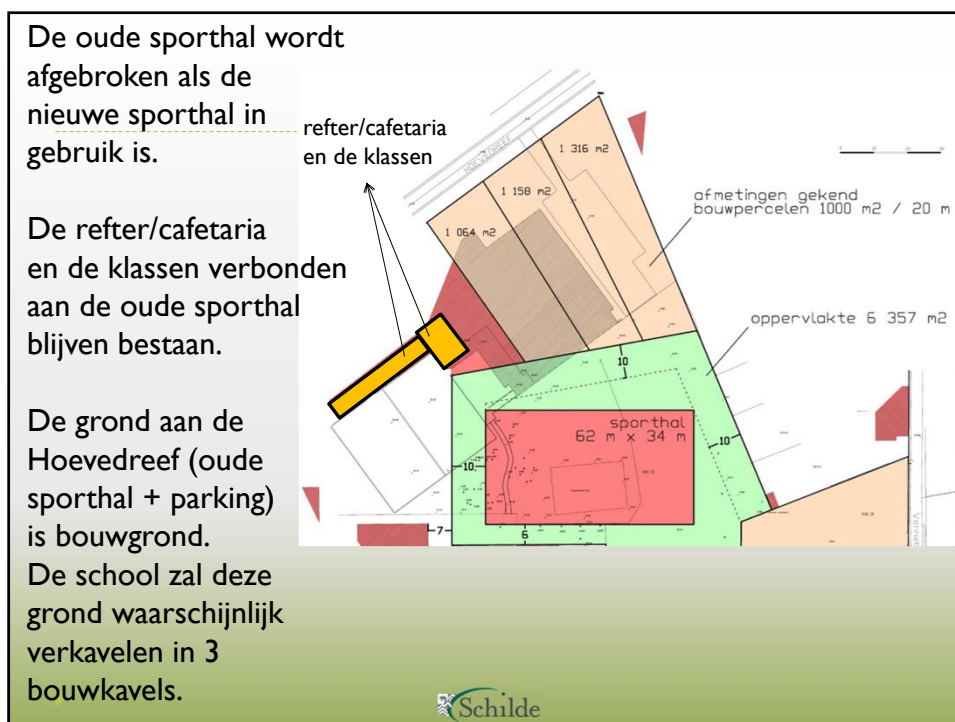 De oude sporthal wordt
afgebroken als de
nieuwe sporthal in
gebruik is.
De refter/cafetaria
en de klassen verbonden
aan de oude sporthal
blijven bestaan.
De grond aan de
Hoevedreef (oude
sporthal + parking)
is bouwgrond.
De school zal deze
grond waarschijnlijk
verkavelen in 3
bouwkavels.
refter/cafetaria
en de klassen
HOEVEDREEF
1 316 m2
1 158 m2
1 064 m2
afmetingen gekend
bouwpercelen 1000 m2 / 20 m
oppervlakte 6 357 m2
10
sporthal
62 m x 34 m
10
10
7
6
Schilde